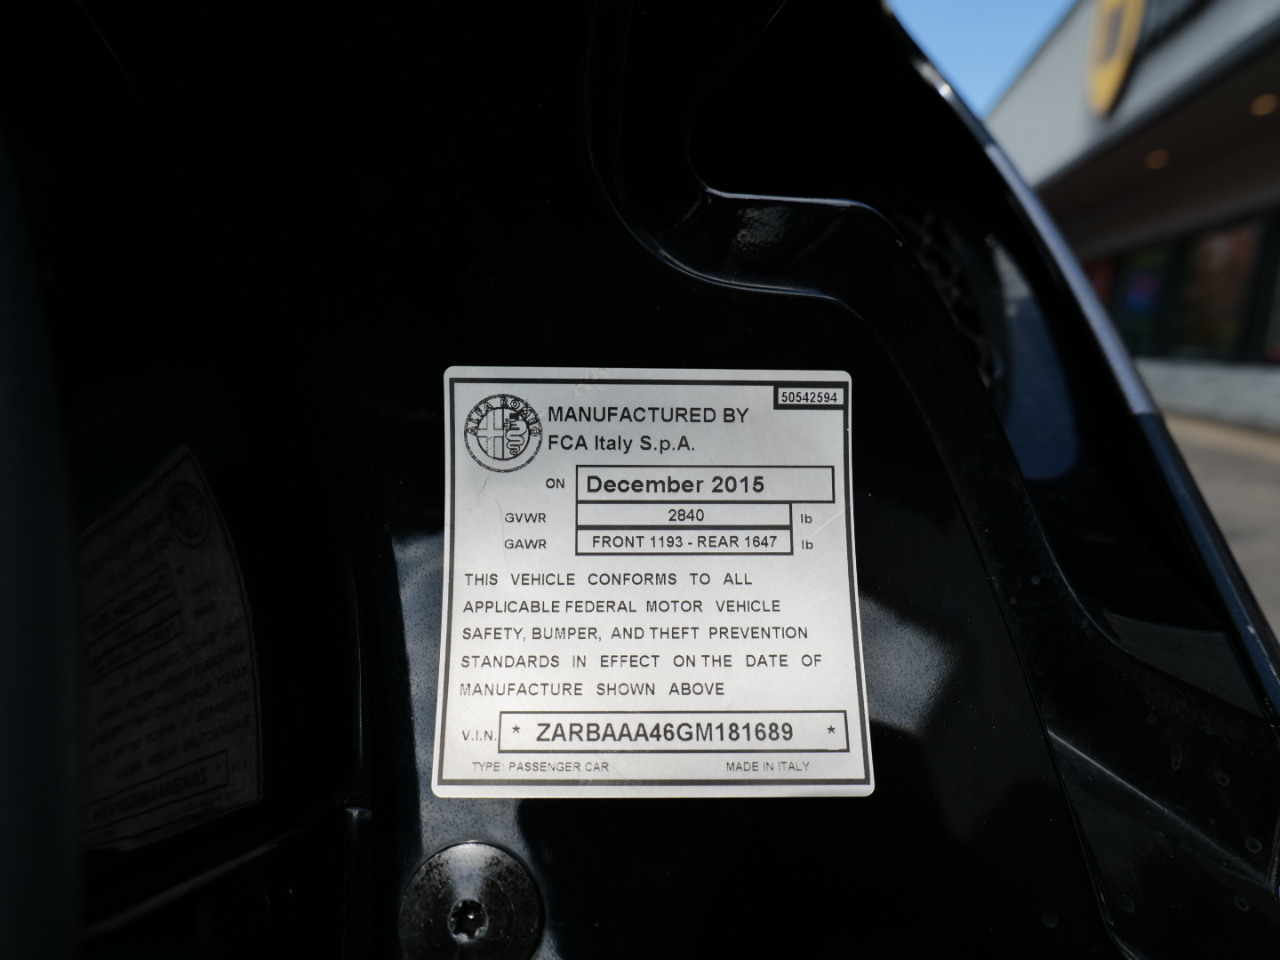 50542594
ALFA ROMEO
MANUFACTURED BY
FCA Italy S.p.A.
ON December 2015
GVWR 2840 lb
GAWR FRONT 1193 - REAR 1647 lb
THIS VEHICLE CONFORMS TO ALL
APPLICABLE FEDERAL MOTOR VEHICLE
SAFETY, BUMPER, AND THEFT PREVENTION
STANDARDS IN EFFECT ON THE DATE OF
MANUFACTURE SHOWN ABOVE
V.I.N. * ZARBAAA46GM181689 *
TYPE: PASSENGER CAR MADE IN ITALY